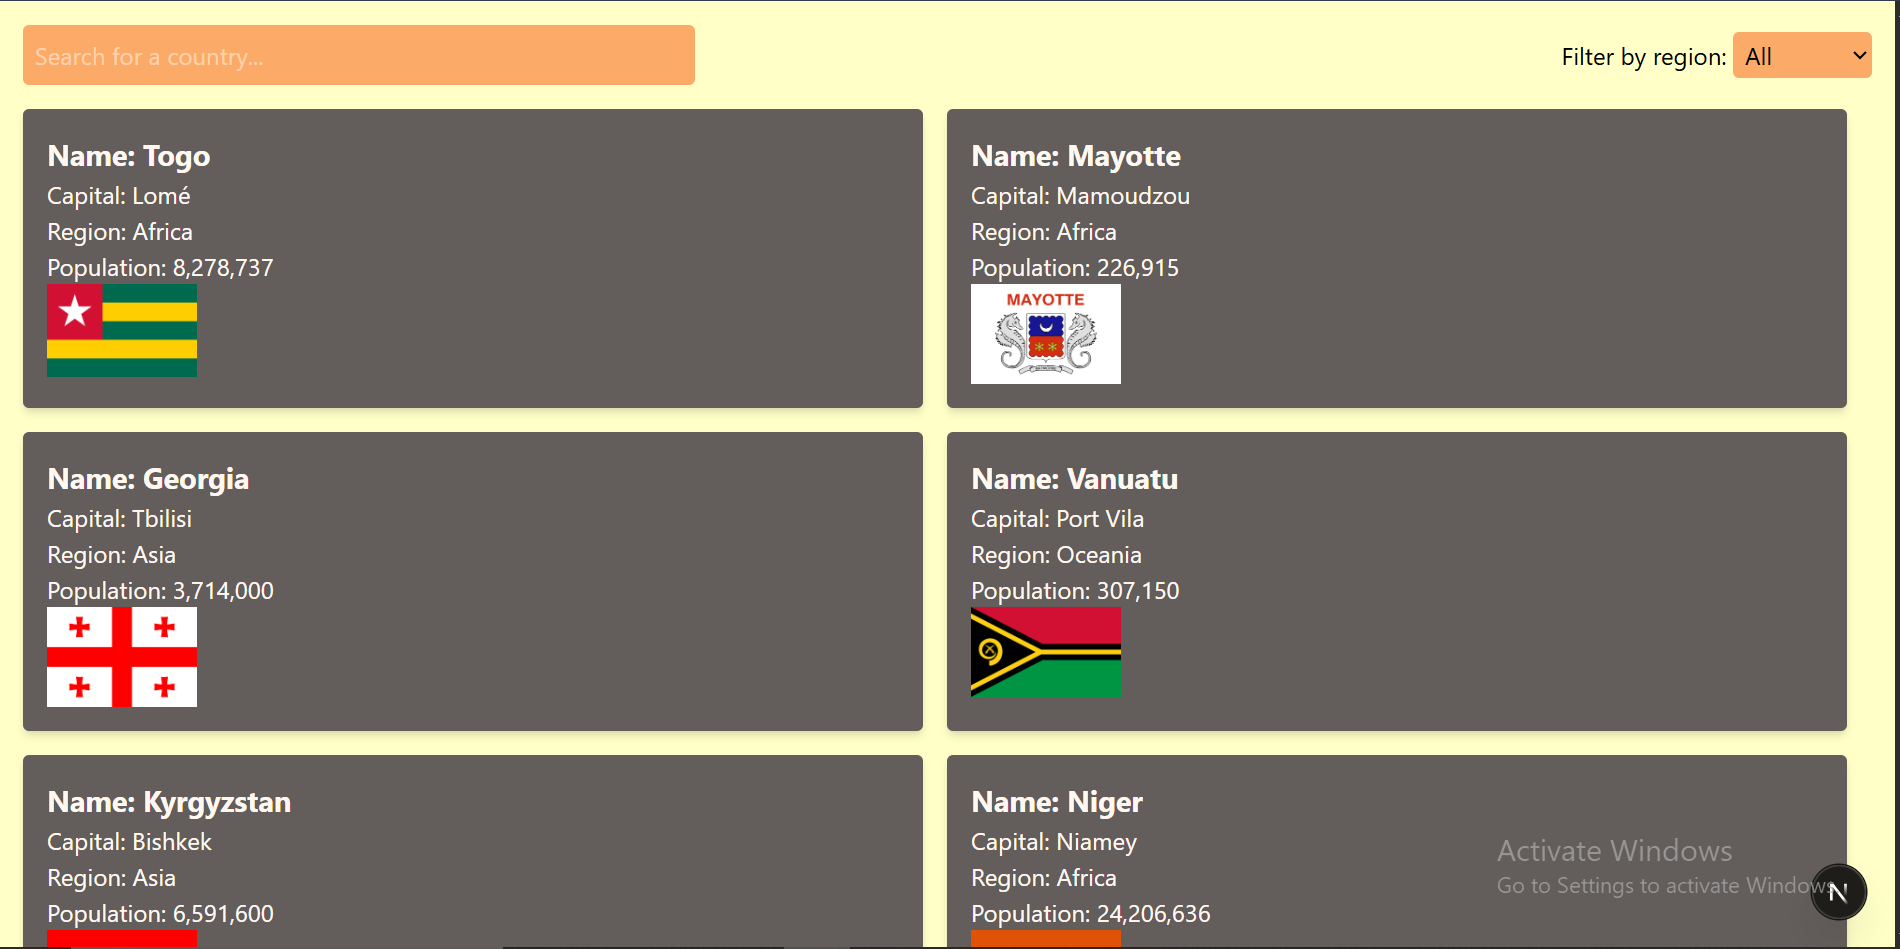 Search for a country...
Filter by region: All
Name: Togo
Capital: Lomé
Region: Africa
Population: 8,278,737
Name: Mayotte
Capital: Mamoudzou
Region: Africa
Population: 226,915
MAYOTTE
Name: Georgia
Capital: Tbilisi
Region: Asia
Population: 3,714,000
Name: Vanuatu
Capital: Port Vila
Region: Oceania
Population: 307,150
Name: Kyrgyzstan
Capital: Bishkek
Region: Asia
Population: 6,591,600
Name: Niger
Capital: Niamey
Region: Africa
Population: 24,206,636
Activate Windows
Go to Settings to activate Windows
N